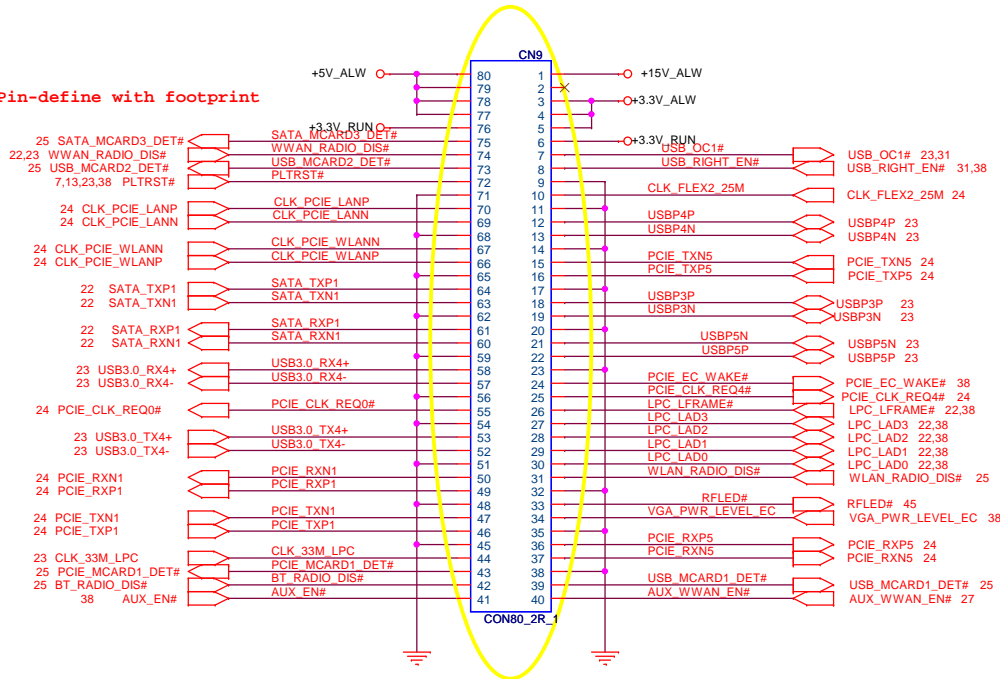 CN9
+5V_ALW 80 1 +15V_ALW
79 2
Pin-define with footprint
78 3 +3.3V_ALW
77 4
+3.3V_RUN 76 5
25 SATA_MCARD3_DET# SATA_MCARD3_DET# 75 6 +3.3V_RUN
22,23 WWAN_RADIO_DIS# WWAN_RADIO_DIS# 74 7 USB_OC1# USB_OC1# 23,31
25 USB_MCARD2_DET# USB_MCARD2_DET# 73 8 USB_RIGHT_EN# USB_RIGHT_EN# 31,38
7,13,23,38 PLTRST# PLTRST# 72 9
71 10 CLK_FLEX2_25M CLK_FLEX2_25M 24
24 CLK_PCIE_LANP CLK_PCIE_LANP 70 11
24 CLK_PCIE_LANN CLK_PCIE_LANN 69 12 USBP4P USBP4P 23
68 13 USBP4N USBP4N 23
24 CLK_PCIE_WLANN CLK_PCIE_WLANN 67 14
24 CLK_PCIE_WLANP CLK_PCIE_WLANP 66 15 PCIE_TXN5 PCIE_TXN5 24
65 16 PCIE_TXP5 PCIE_TXP5 24
22 SATA_TXP1 SATA_TXP1 64 17
22 SATA_TXN1 SATA_TXN1 63 18 USBP3P USBP3P 23
62 19 USBP3N USBP3N 23
22 SATA_RXP1 SATA_RXP1 61 20
22 SATA_RXN1 SATA_RXN1 60 21 USBP5N USBP5N 23
59 22 USBP5P USBP5P 23
23 USB3.0_RX4+ USB3.0_RX4+ 58 23
23 USB3.0_RX4- USB3.0_RX4- 57 24 PCIE_EC_WAKE# PCIE_EC_WAKE# 38
56 25 PCIE_CLK_REQ4# PCIE_CLK_REQ4# 24
24 PCIE_CLK_REQ0# PCIE_CLK_REQ0# 55 26 LPC_LFRAME# LPC_LFRAME# 22,38
54 27 LPC_LAD3 LPC_LAD3 22,38
23 USB3.0_TX4+ USB3.0_TX4+ 53 28 LPC_LAD2 LPC_LAD2 22,38
23 USB3.0_TX4- USB3.0_TX4- 52 29 LPC_LAD1 LPC_LAD1 22,38
51 30 LPC_LAD0 LPC_LAD0 22,38
24 PCIE_RXN1 PCIE_RXN1 50 31 WLAN_RADIO_DIS# WLAN_RADIO_DIS# 25
24 PCIE_RXP1 PCIE_RXP1 49 32
48 33 RFLED# RFLED# 45
24 PCIE_TXN1 PCIE_TXN1 47 34 VGA_PWR_LEVEL_EC VGA_PWR_LEVEL_EC 38
24 PCIE_TXP1 PCIE_TXP1 46 35
45 36 PCIE_RXP5 PCIE_RXP5 24
23 CLK_33M_LPC CLK_33M_LPC 44 37 PCIE_RXN5 PCIE_RXN5 24
25 PCIE_MCARD1_DET# PCIE_MCARD1_DET# 43 38
25 BT_RADIO_DIS# BT_RADIO_DIS# 42 39 USB_MCARD1_DET# USB_MCARD1_DET# 25
38 AUX_EN# AUX_EN# 41 40 AUX_WWAN_EN# AUX_WWAN_EN# 27
CON80_2R_1